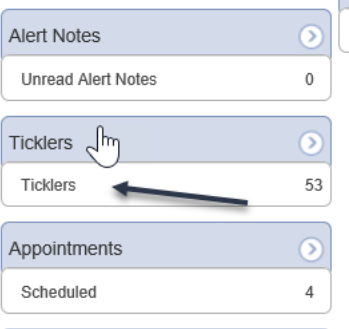 Alert Notes
Unread Alert Notes 0
Ticklers
Ticklers 53
Appointments
Scheduled 4